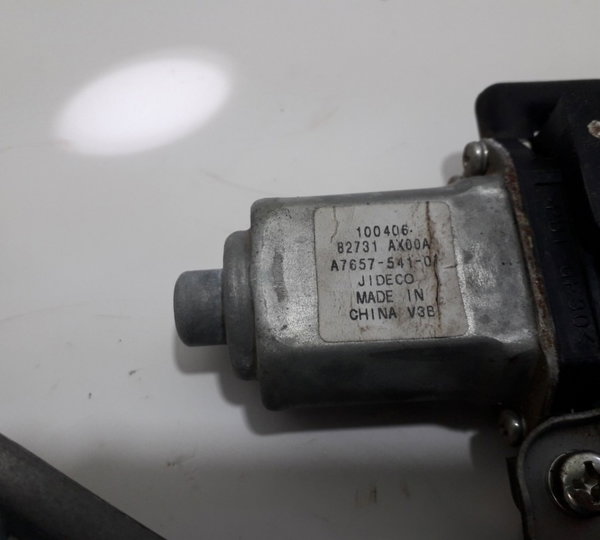 100406-
82731 AX00A
A7657-541-0
JIDECO
MADE IN
CHINA V3B